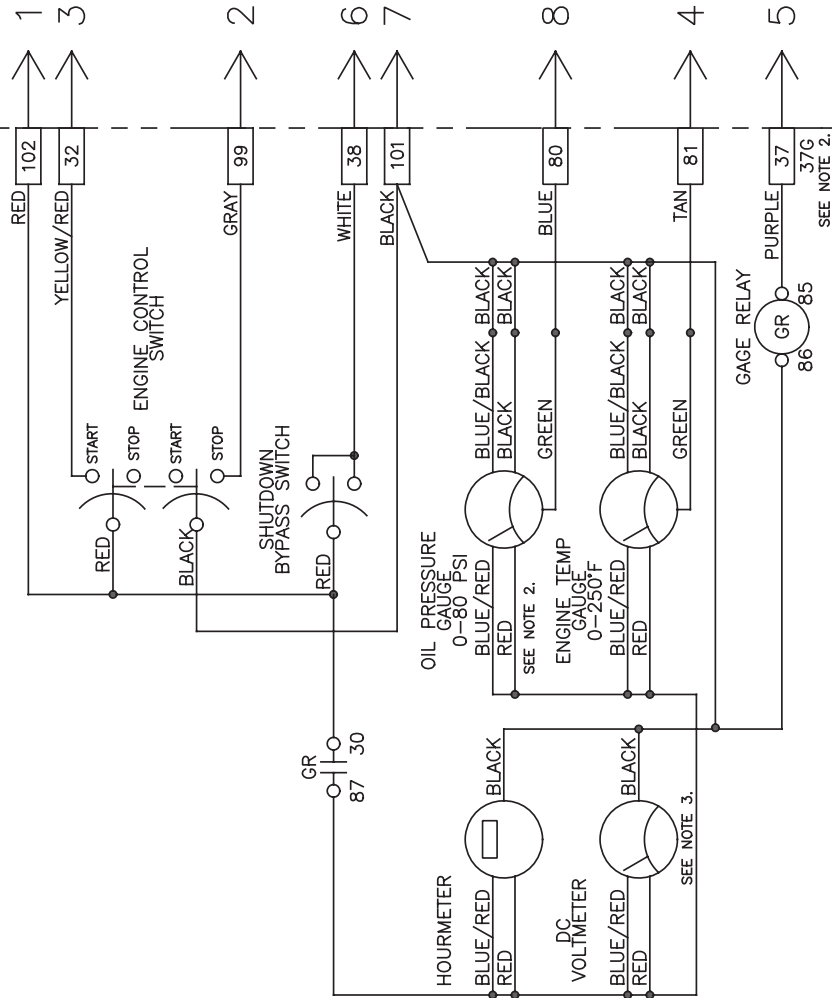 1
3
2
6
7
8
4
5
102
32
99
38
101
80
81
37
37G
SEE NOTE 2.
RED
YELLOW/RED
GRAY
WHITE
BLACK
BLUE
TAN
PURPLE
ENGINE CONTROL
SWITCH
START
STOP
START
STOP
RED
BLACK
SHUTDOWN
BYPASS SWITCH
RED
BLACK
BLACK
BLUE/BLACK
BLACK
GREEN
BLACK
BLACK
BLUE/BLACK
BLACK
GREEN
GAGE RELAY
85
GR
86
OIL PRESSURE
GAUGE
0-80 PSI
BLUE/RED
RED
SEE NOTE 2.
ENGINE TEMP
GAUGE
0-250°F
BLUE/RED
RED
GR
30
87
BLACK
BLACK
HOURMETER
BLUE/RED
RED
DC
VOLTMETER
BLUE/RED
RED
SEE NOTE 3.